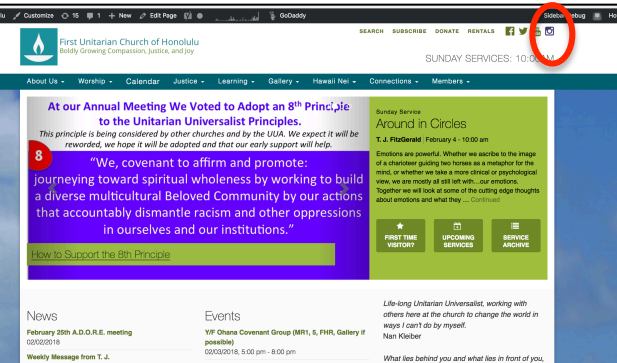 Customize 15 1 New Edit Page GoDaddy Sidebar Debug
First Unitarian Church of Honolulu
Boldly Growing Compassion, Justice, and Joy
SEARCH SUBSCRIBE DONATE RENTALS
SUNDAY SERVICES: 10:00AM
About Us Worship Calendar Justice Learning Gallery Hawaii Nei Connections Members
At our Annual Meeting We Voted to Adopt an 8th Principle
to the Unitarian Universalist Principles.
This principle is being considered by other churches and by the UUA. We expect it will be
reworded, we hope it will be adopted and that our early support will help.
8
“We, covenant to affirm and promote:
journeying toward spiritual wholeness by working to build
a diverse multicultural Beloved Community by our actions
that accountably dismantle racism and other oppressions
in ourselves and our institutions.”
How to Support the 8th Principle
Sunday Service
Around in Circles
T. J. FitzGerald | February 4 - 10:00 am
Emotions are powerful. Whether we ascribe to the image
of a charioteer guiding two horses as a metaphor for the
mind, or whether we take a more clinical or psychological
view, we are mostly all still left with…our emotions.
Together we will look at some of the cutting edge thoughts
about emotions and what they .... Continued
FIRST TIME
VISITOR?
UPCOMING
SERVICES
SERVICE
ARCHIVE
News
February 25th A.D.O.R.E. meeting
02/02/2018
Weekly Message from T. J.
Events
Y/F Ohana Covenant Group (MR1, 5, FHR, Gallery if
possible)
02/03/2018, 5:00 pm - 8:00 pm
Life-long Unitarian Universalist, working with
others here at the church to change the world in
ways I can't do by myself.
Nan Kleiber
What lies behind you and what lies in front of you,